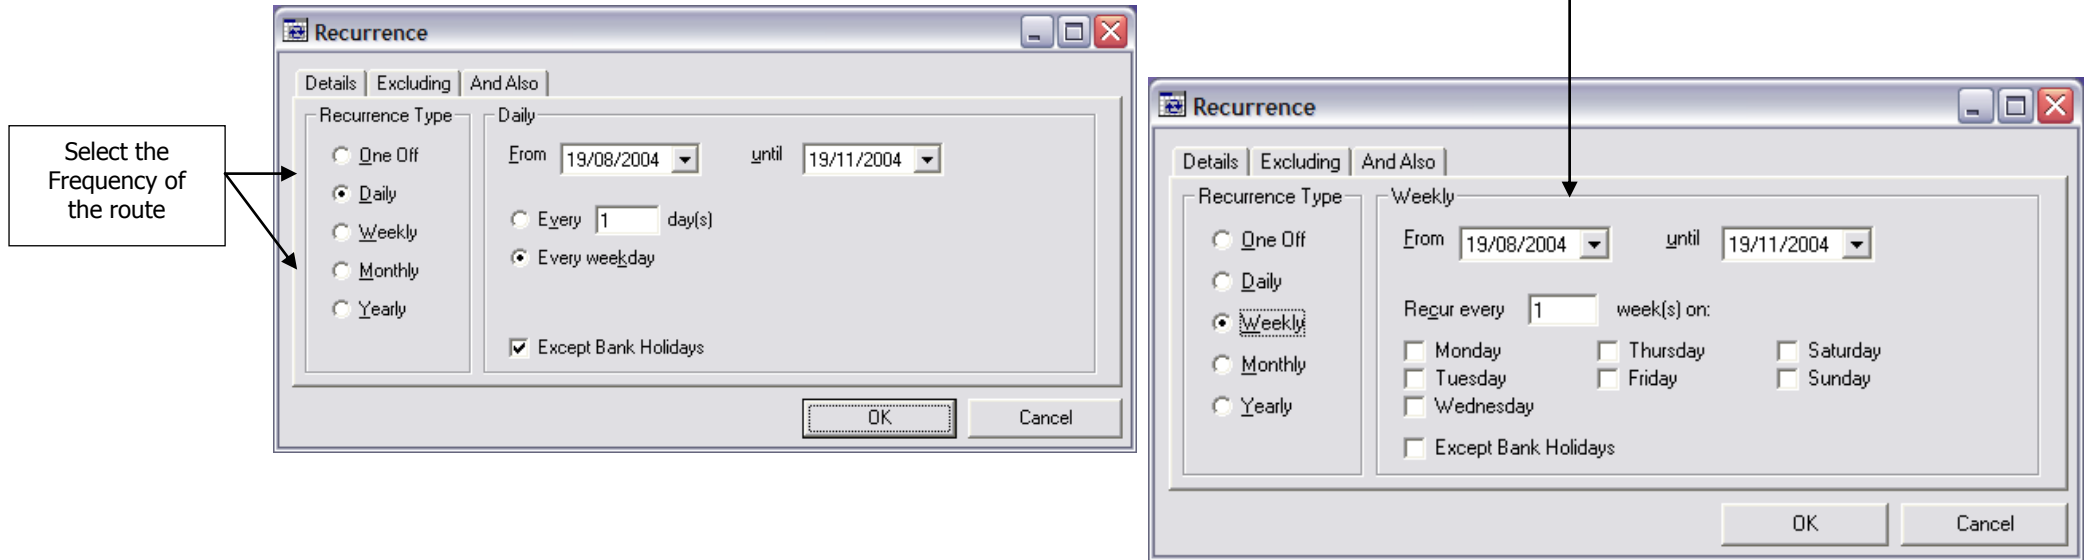 Select the
Frequency of
the route
Recurrence
Details Excluding And Also
Recurrence Type
One Off
Daily
Weekly
Monthly
Yearly
Daily
From 19/08/2004 until 19/11/2004
Every 1 day(s)
Every weekday
Except Bank Holidays
OK Cancel
Recurrence
Details Excluding And Also
Recurrence Type
One Off
Daily
Weekly
Monthly
Yearly
Weekly
From 19/08/2004 until 19/11/2004
Recur every 1 week(s) on:
Monday Thursday Saturday
Tuesday Friday Sunday
Wednesday
Except Bank Holidays
OK Cancel